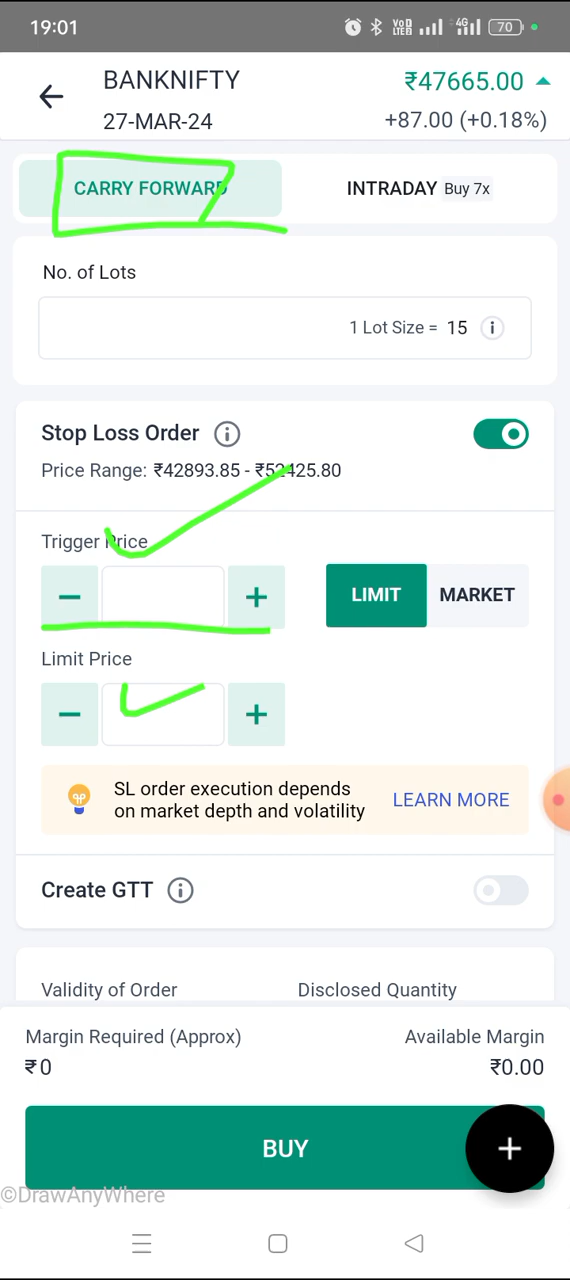 19:01
VoD LTE2 4G 70
BANKNIFTY
₹47665.00
27-MAR-24
+87.00 (+0.18%)
CARRY FORWARD
INTRADAY Buy 7x
No. of Lots
1 Lot Size = 15 i
Stop Loss Order i
Price Range: ₹42893.85 - ₹52425.80
Trigger Price
− +
LIMIT MARKET
Limit Price
− +
SL order execution depends
on market depth and volatility
LEARN MORE
Create GTT i
Validity of Order
Disclosed Quantity
Margin Required (Approx)
Available Margin
₹0
₹0.00
BUY
+
©DrawAnyWhere